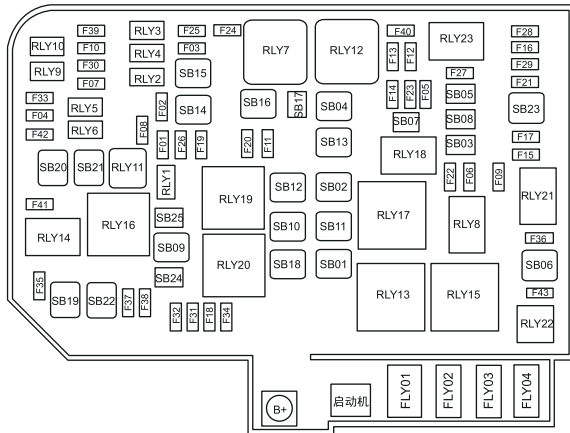 F39 RLY3 F25 F24 F40 F28
RLY10 F10 RLY4 F03 RLY7 RLY12 F13 F12 RLY23 F16
RLY9 F30 RLY2 SB15 F27 F29
F07 F21
F33 RLY5 F02 SB14 SB16 SB17 SB04 F14 F23 F05 SB05 SB23
F04 RLY6 F08 SB07 SB08
F42 F01 F26 F19 F20 F11 SB13 SB03 F17
SB20 SB21 RLY11 RLY18 F15
RLY1 SB12 SB02 F22 F06 F09
F41 RLY16 RLY19 RLY17 RLY21
RLY14 SB25 SB10 SB11 RLY8
SB09 F36
F35 SB24 RLY20 SB18 SB01 SB06
SB19 SB22 F37 F38 RLY13 RLY15 F43
F32 F31 F18 F34 RLY22
B+ 启动机 FLY01 FLY02 FLY03 FLY04